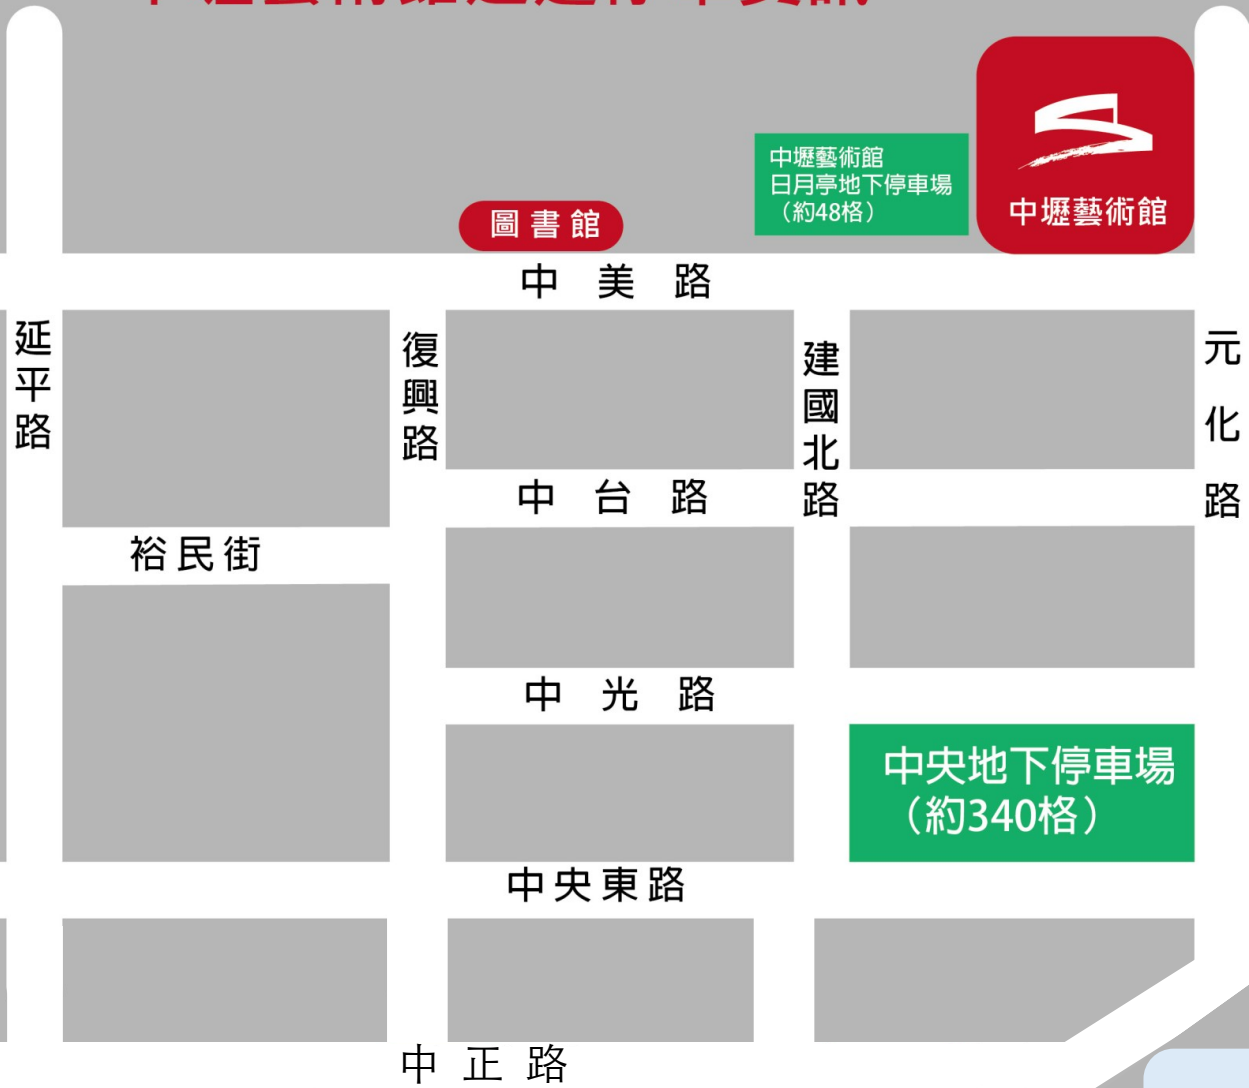 中壢藝術館
日月亭地下停車場
（約48格）
中壢藝術館
圖書館
中美路
延平路
復興路
建國北路
元化路
中台路
裕民街
中光路
中央地下停車場
（約340格）
中央東路
中正路